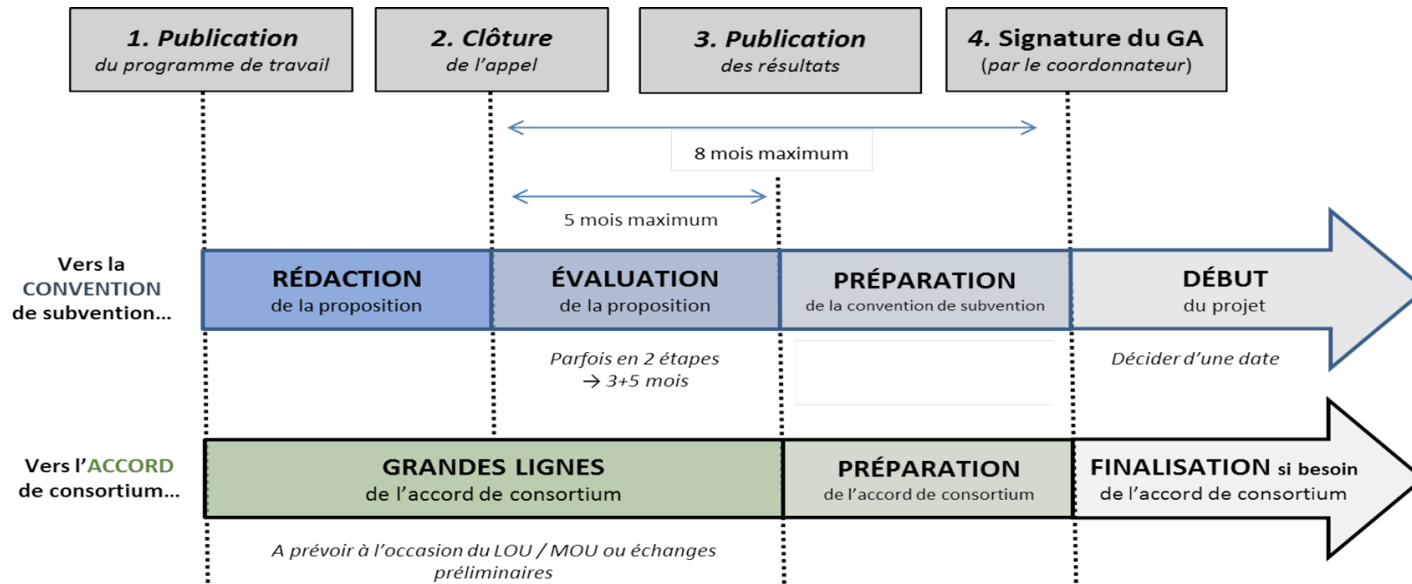 1. Publication
du programme de travail
2. Clôture
de l'appel
3. Publication
des résultats
4. Signature du GA
(par le coordonnateur)
8 mois maximum
5 mois maximum
Vers la
CONVENTION
de subvention...
RÉDACTION
de la proposition
ÉVALUATION
de la proposition
PRÉPARATION
de la convention de subvention
DÉBUT
du projet
Parfois en 2 étapes
→ 3+5 mois
Décider d'une date
Vers l'ACCORD
de consortium...
GRANDES LIGNES
de l'accord de consortium
PRÉPARATION
de l'accord de consortium
FINALISATION si besoin
de l'accord de consortium
A prévoir à l'occasion du LOU / MOU ou échanges
préliminaires